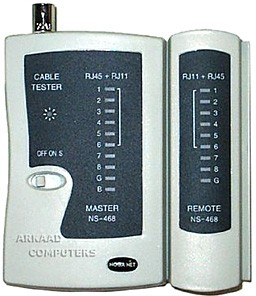 CABLE
TESTER
RJ45 + RJ11
1
2
3
4
5
6
7
8
G
B
OFF ON S
MASTER
NS-468
ARKAAD
COMPUTERS
RJ11 + RJ45
1
2
3
4
5
6
7
8
G
REMOTE
NS-468